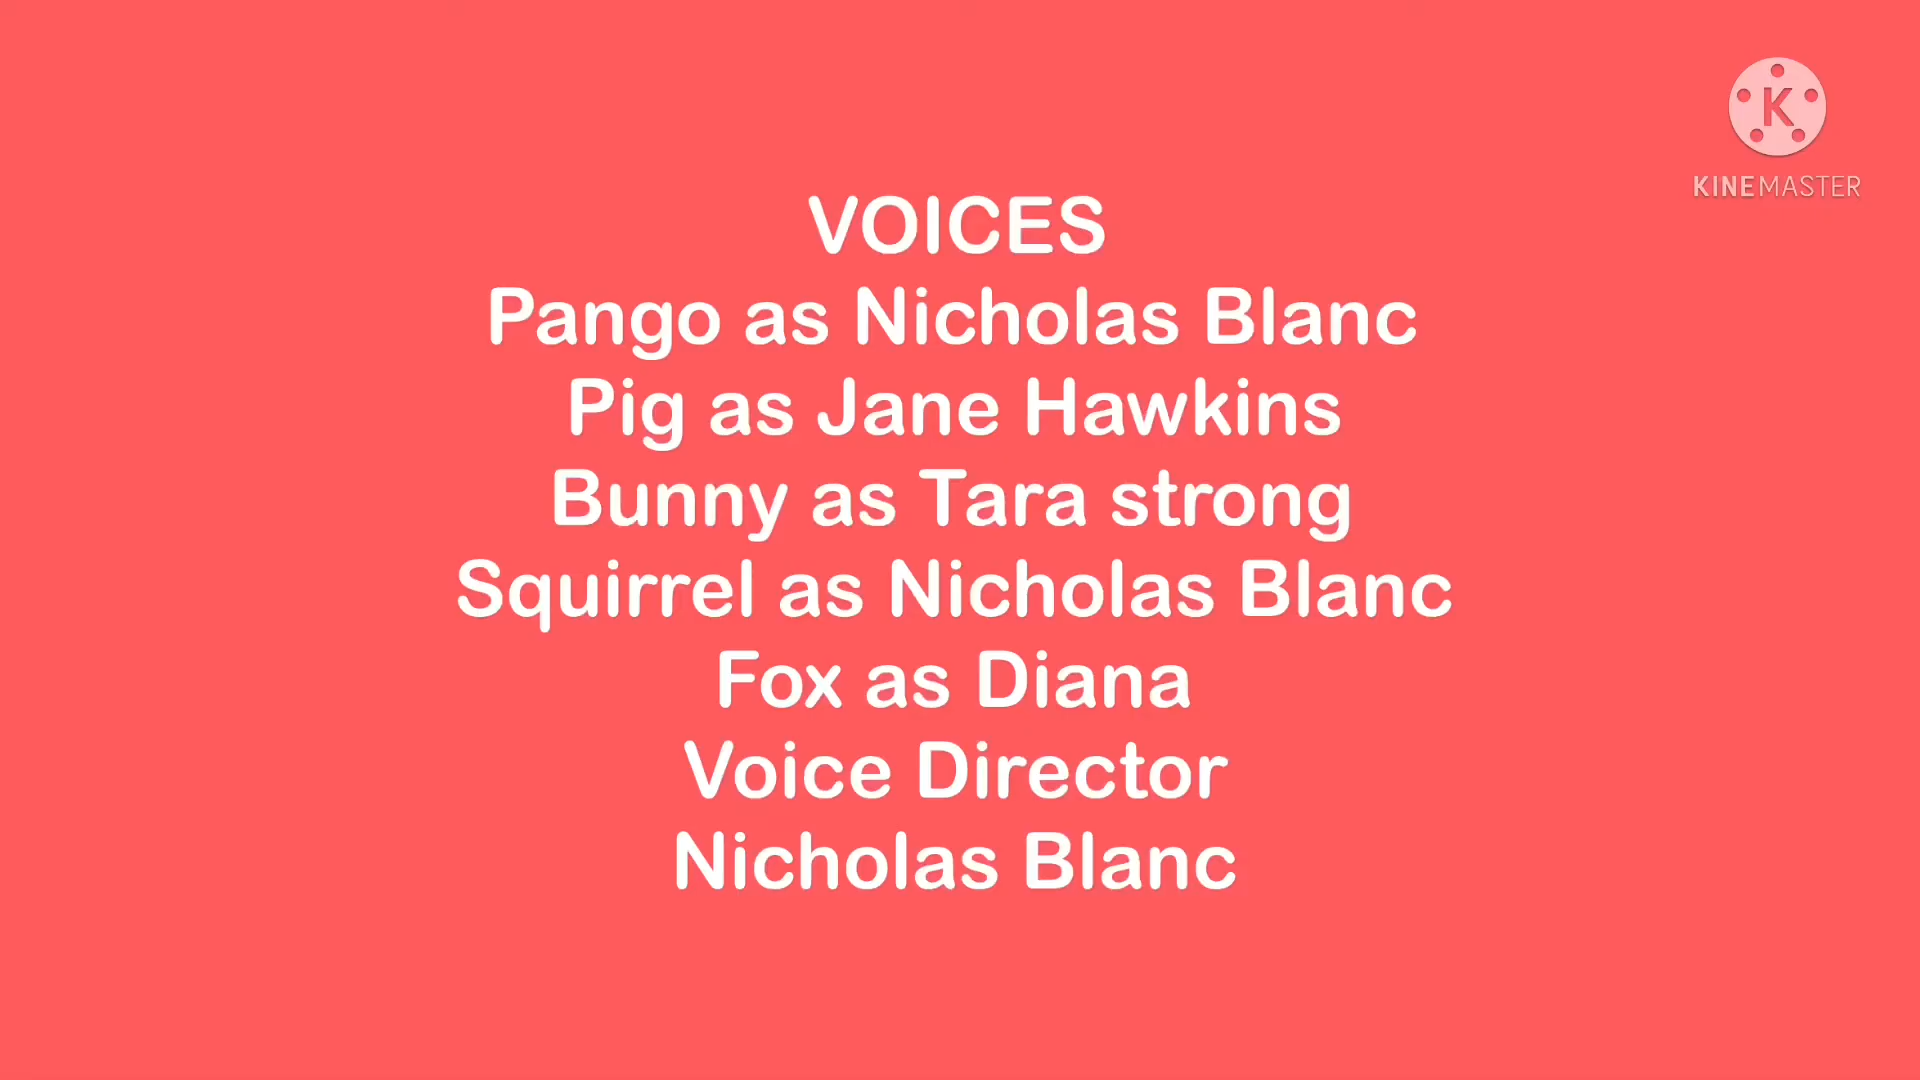 K
KINEMASTER
VOICES
Pango as Nicholas Blanc
Pig as Jane Hawkins
Bunny as Tara strong
Squirrel as Nicholas Blanc
Fox as Diana
Voice Director
Nicholas Blanc